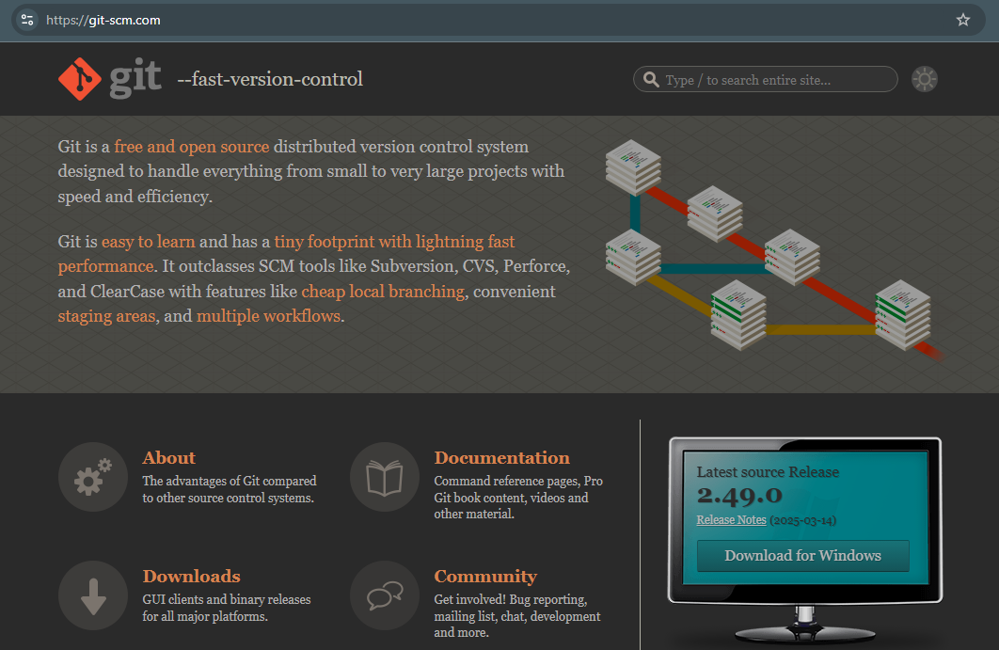 https://git-scm.com
git --fast-version-control
Type / to search entire site...
Git is a free and open source distributed version control system
designed to handle everything from small to very large projects with
speed and efficiency.
Git is easy to learn and has a tiny footprint with lightning fast
performance. It outclasses SCM tools like Subversion, CVS, Perforce,
and ClearCase with features like cheap local branching, convenient
staging areas, and multiple workflows.
About
The advantages of Git compared
to other source control systems.
Documentation
Command reference pages, Pro
Git book content, videos and
other material.
Downloads
GUI clients and binary releases
for all major platforms.
Community
Get involved! Bug reporting,
mailing list, chat, development
and more.
Latest source Release
2.49.0
Release Notes (2025-03-14)
Download for Windows